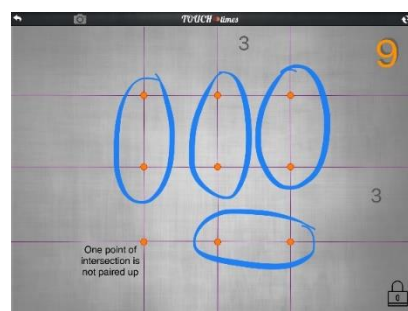 TOUCH times
3
9
3
One point of
intersection is
not paired up
0